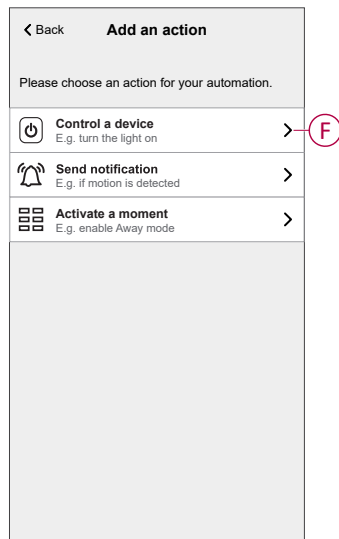 Back Add an action
Please choose an action for your automation.
Control a device
E.g. turn the light on
F
Send notification
E.g. if motion is detected
Activate a moment
E.g. enable Away mode